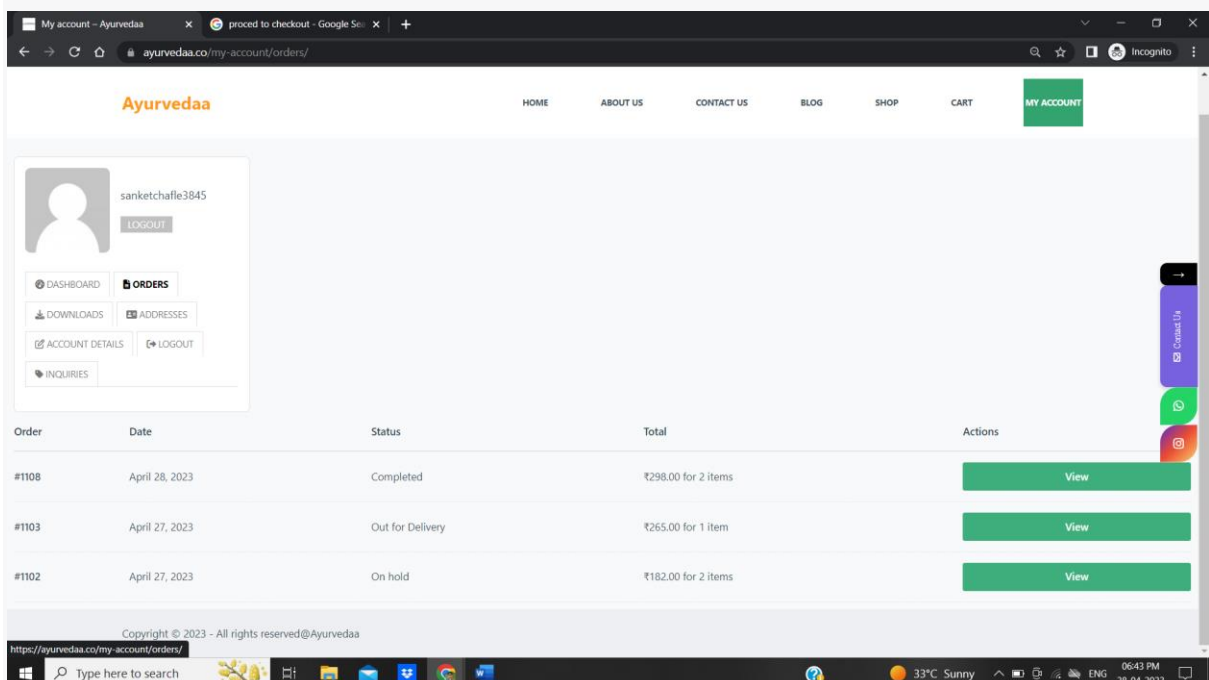 My account – Ayurvedaa
proced to checkout - Google Sea
ayurvedaa.co/my-account/orders/
Incognito
Ayurvedaa
HOME ABOUT US CONTACT US BLOG SHOP CART MY ACCOUNT
sanketchafle3845
LOGOUT
DASHBOARD ORDERS
DOWNLOADS ADDRESSES
ACCOUNT DETAILS LOGOUT
INQUIRIES
Contact Us
Order Date Status Total Actions
#1108 April 28, 2023 Completed ₹298.00 for 2 items View
#1103 April 27, 2023 Out for Delivery ₹265.00 for 1 item View
#1102 April 27, 2023 On hold ₹182.00 for 2 items View
Copyright © 2023 - All rights reserved@Ayurvedaa
https://ayurvedaa.co/my-account/orders/
Type here to search
33°C Sunny
ENG
06:43 PM
28-04-2023